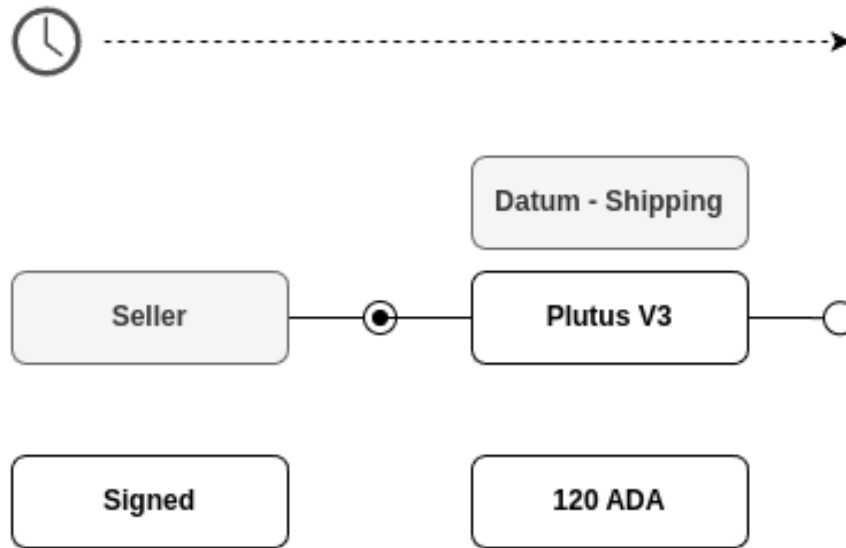 Datum - Shipping
Seller
Plutus V3
Signed
120 ADA